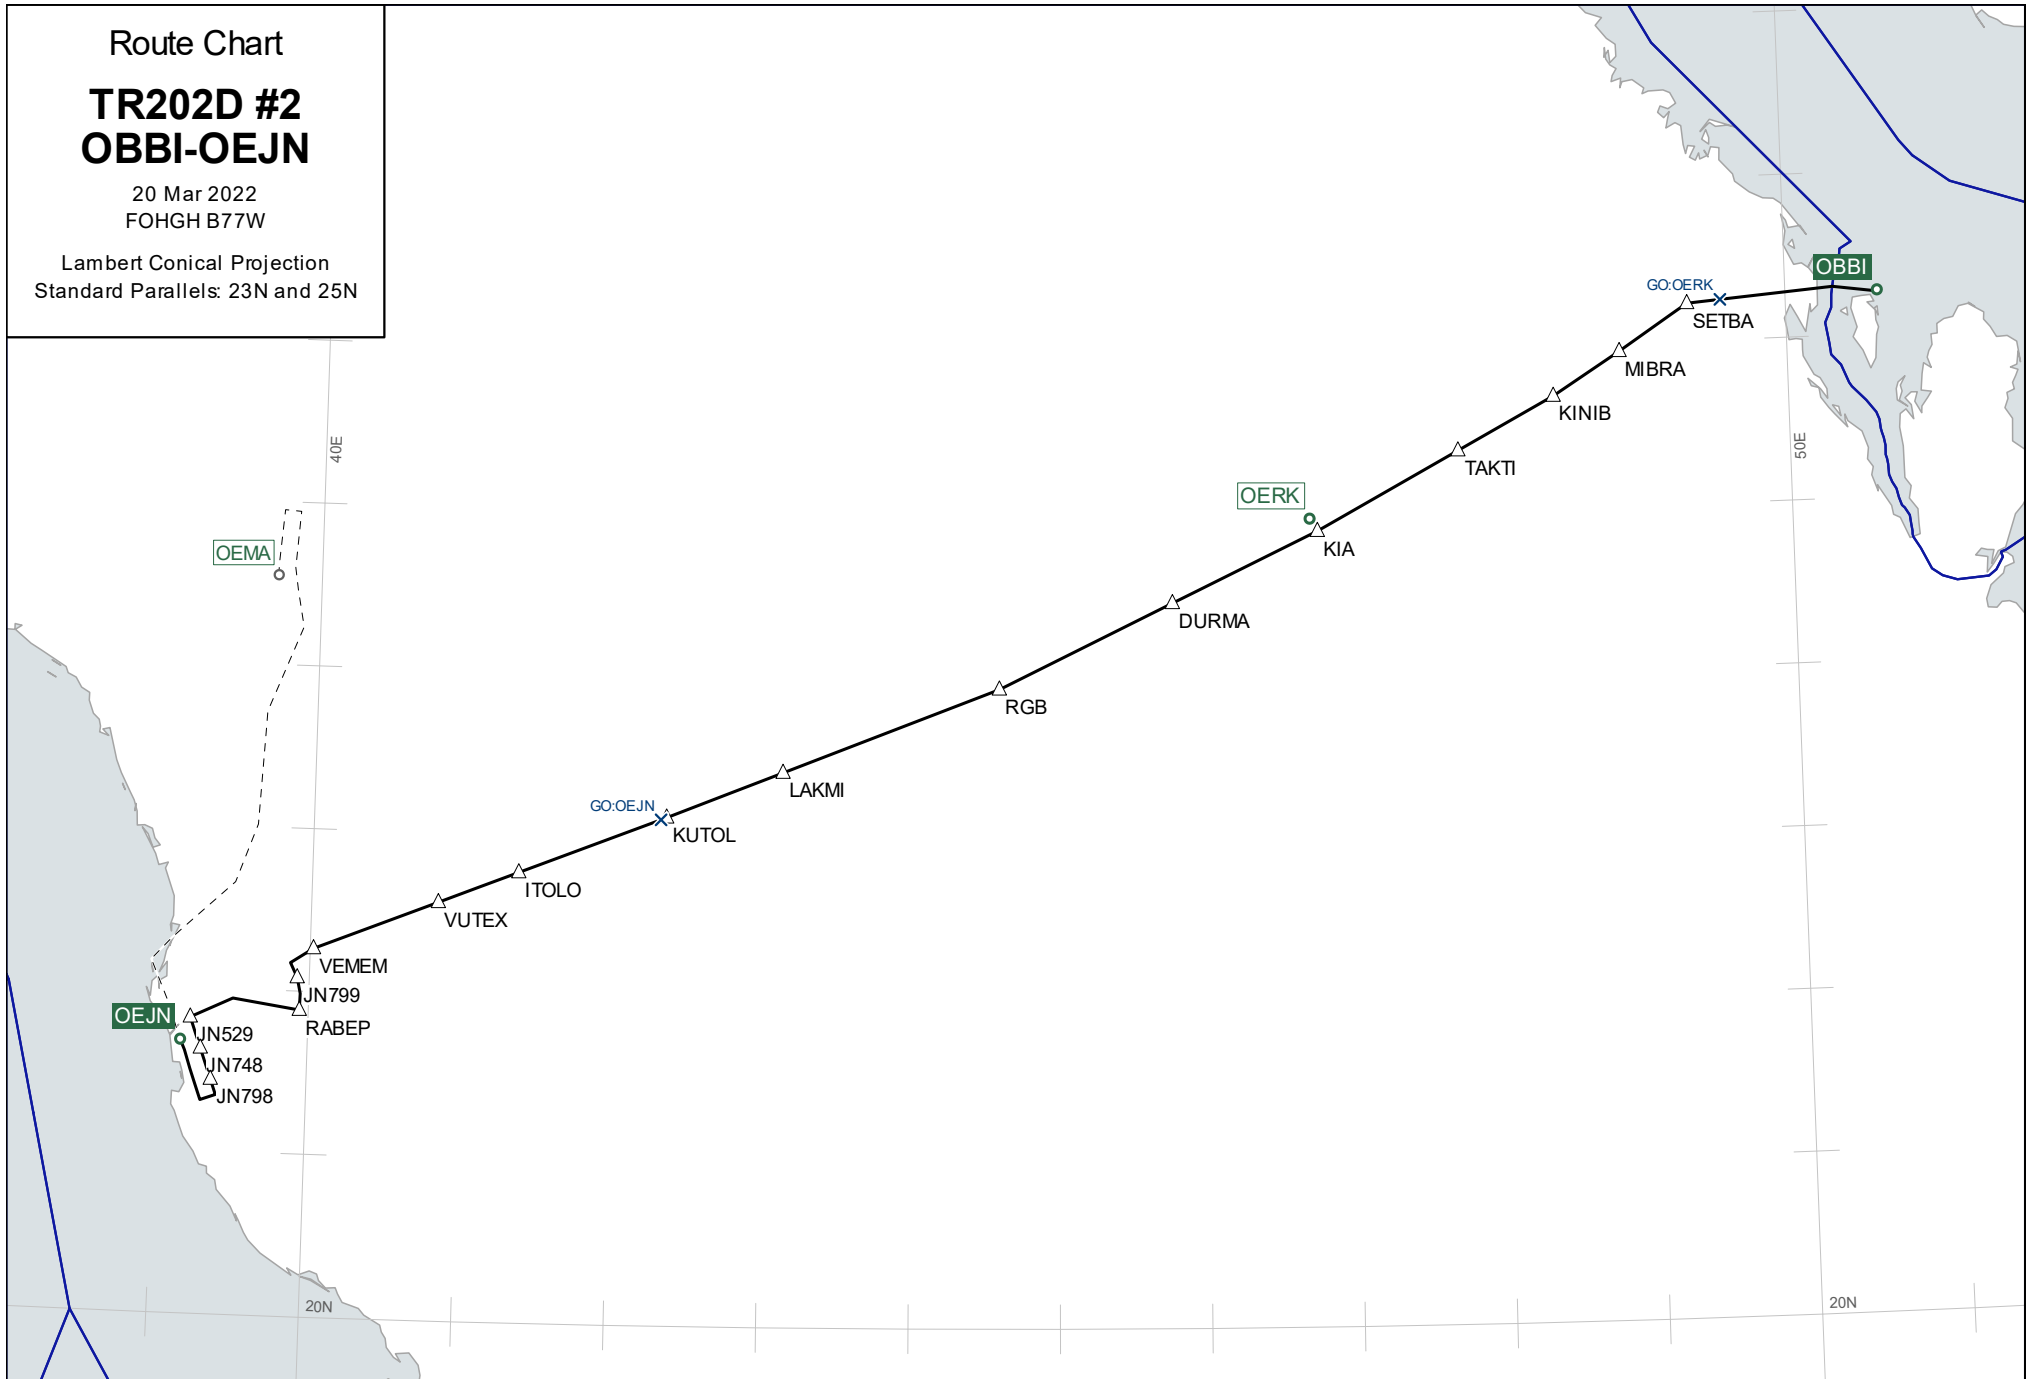 Route Chart
TR202D #2
OBBI-OEJN
20 Mar 2022
FOHGH B77W
Lambert Conical Projection
Standard Parallels: 23N and 25N
OBBI
GO:OERK
SETBA
MIBRA
KINIB
40E
50E
TAKTI
OERK
KIA
OEMA
DURMA
RGB
LAKMI
GO:OEJN
KUTOL
ITOLO
VUTEX
VEMEM
JN799
OEJN
RABEP
JN529
JN748
JN798
20N
20N